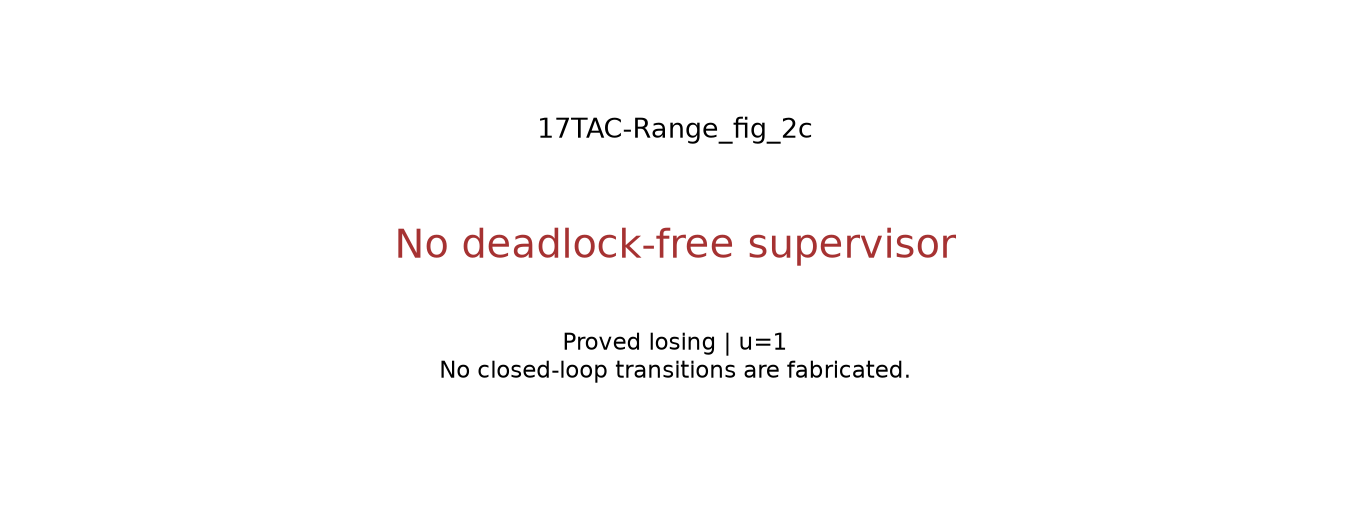 17TAC-Range_fig_2c
No deadlock-free supervisor
Proved losing | u=1
No closed-loop transitions are fabricated.